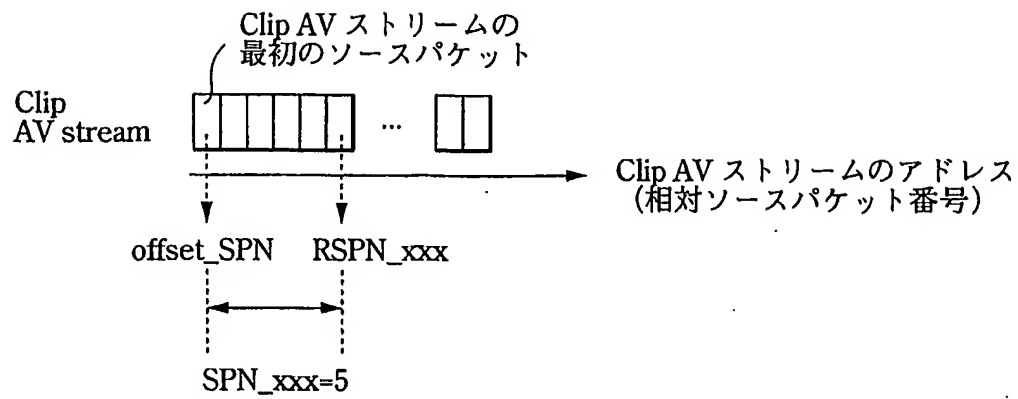 Clip AV ストリームの
最初のソースパケット
Clip
AV stream
...
Clip AV ストリームのアドレス
(相対ソースパケット番号)
offset_SPN
RSPN_xxx
SPN_xxx=5